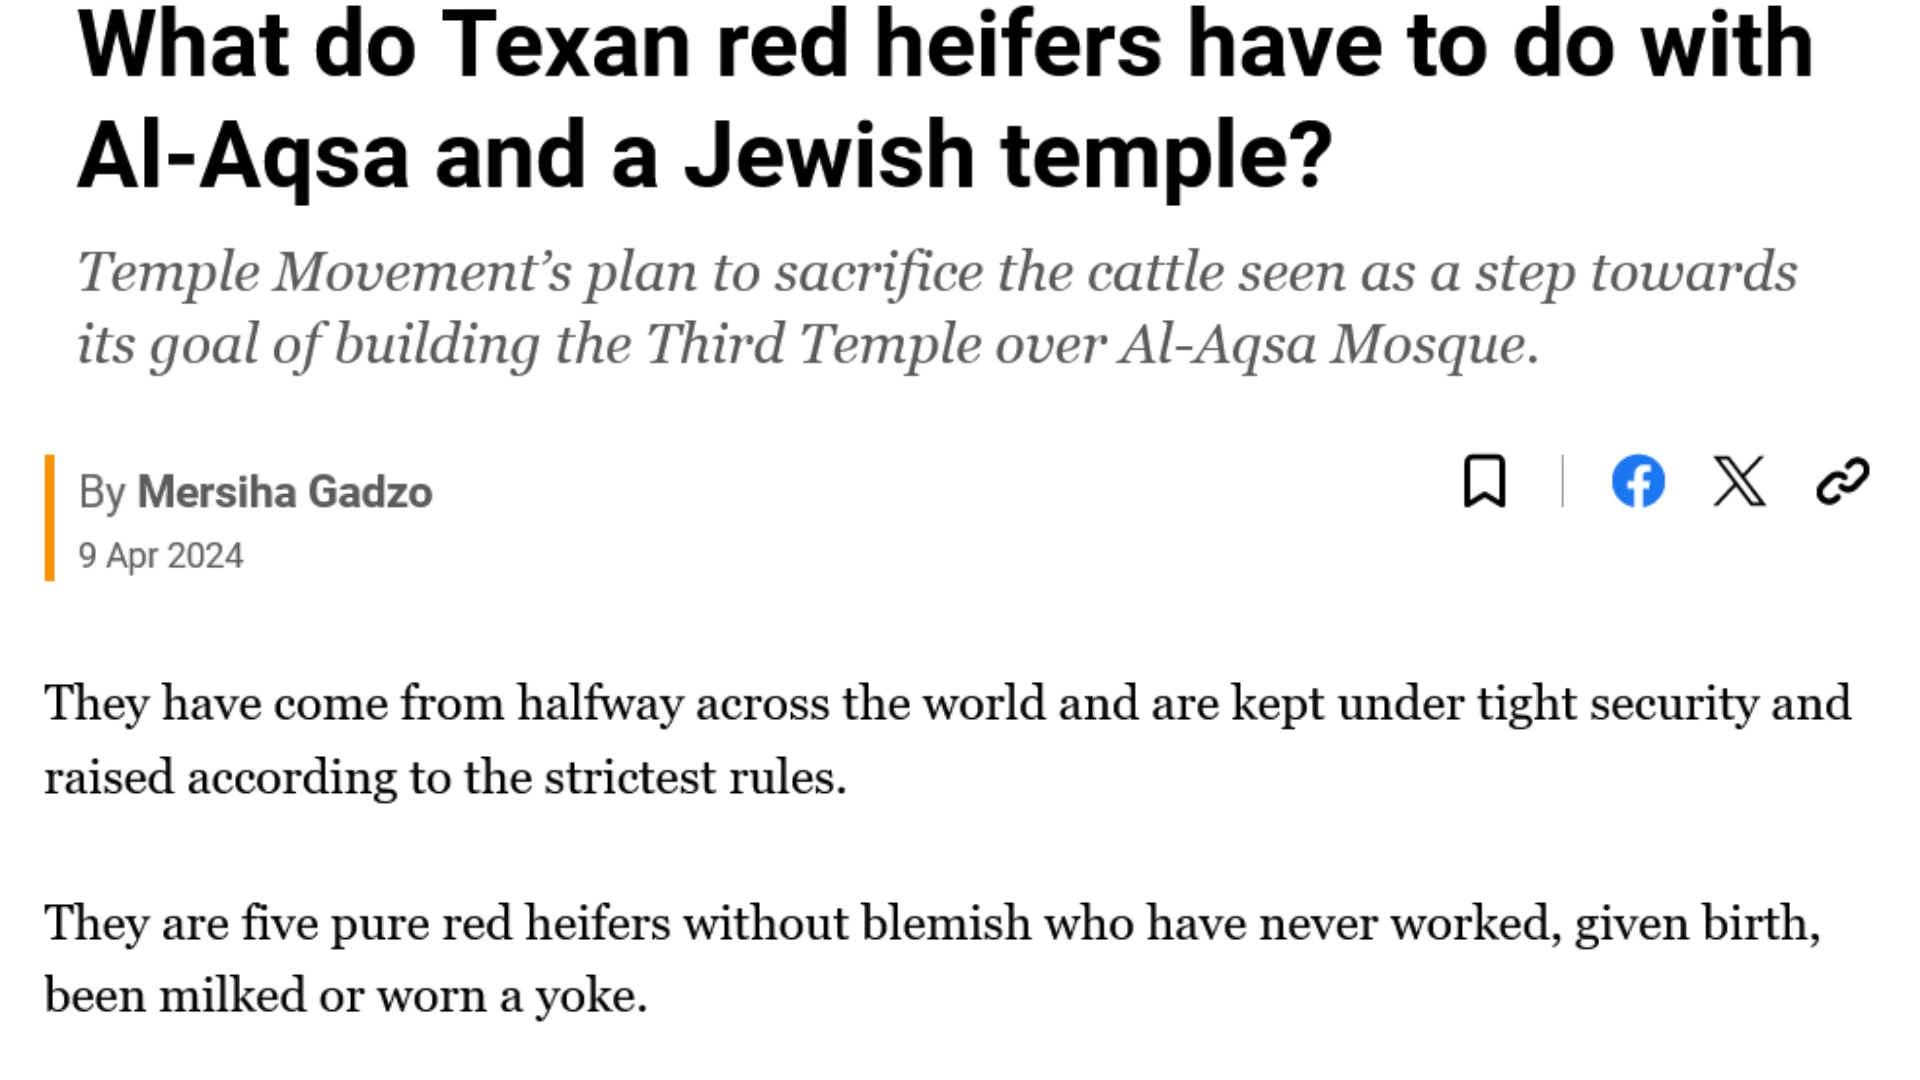 What do Texan red heifers have to do with
Al-Aqsa and a Jewish temple?
Temple Movement’s plan to sacrifice the cattle seen as a step towards
its goal of building the Third Temple over Al-Aqsa Mosque.
By Mersiha Gadzo
9 Apr 2024
They have come from halfway across the world and are kept under tight security and
raised according to the strictest rules.
They are five pure red heifers without blemish who have never worked, given birth,
been milked or worn a yoke.